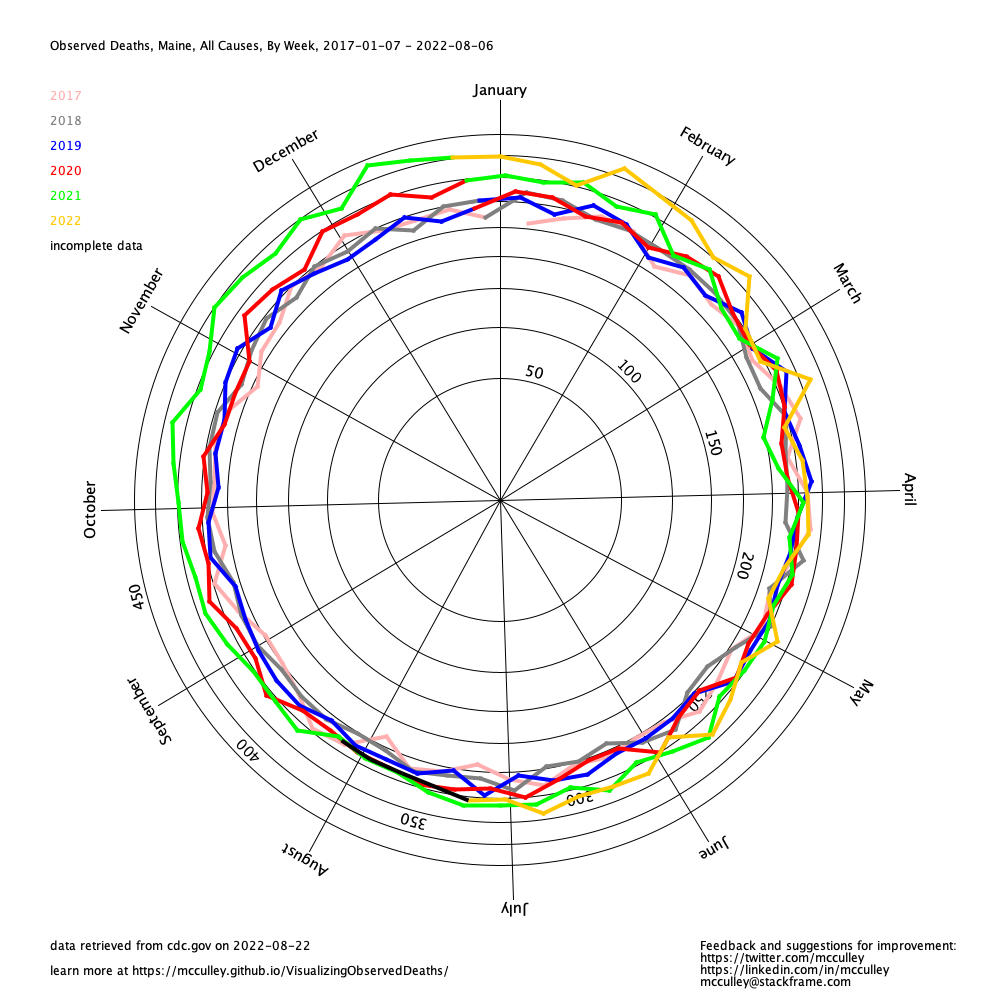 Observed Deaths, Maine, All Causes, By Week, 2017-01-07 - 2022-08-06
2017
2018
2019
2020
2021
2022
incomplete data
January
February
March
April
May
June
July
August
September
October
November
December
50
100
150
200
250
300
350
400
450
data retrieved from cdc.gov on 2022-08-22
learn more at https://mcculley.github.io/VisualizingObservedDeaths/
Feedback and suggestions for improvement:
https://twitter.com/mcculley
https://linkedin.com/in/mcculley
mcculley@stackframe.com